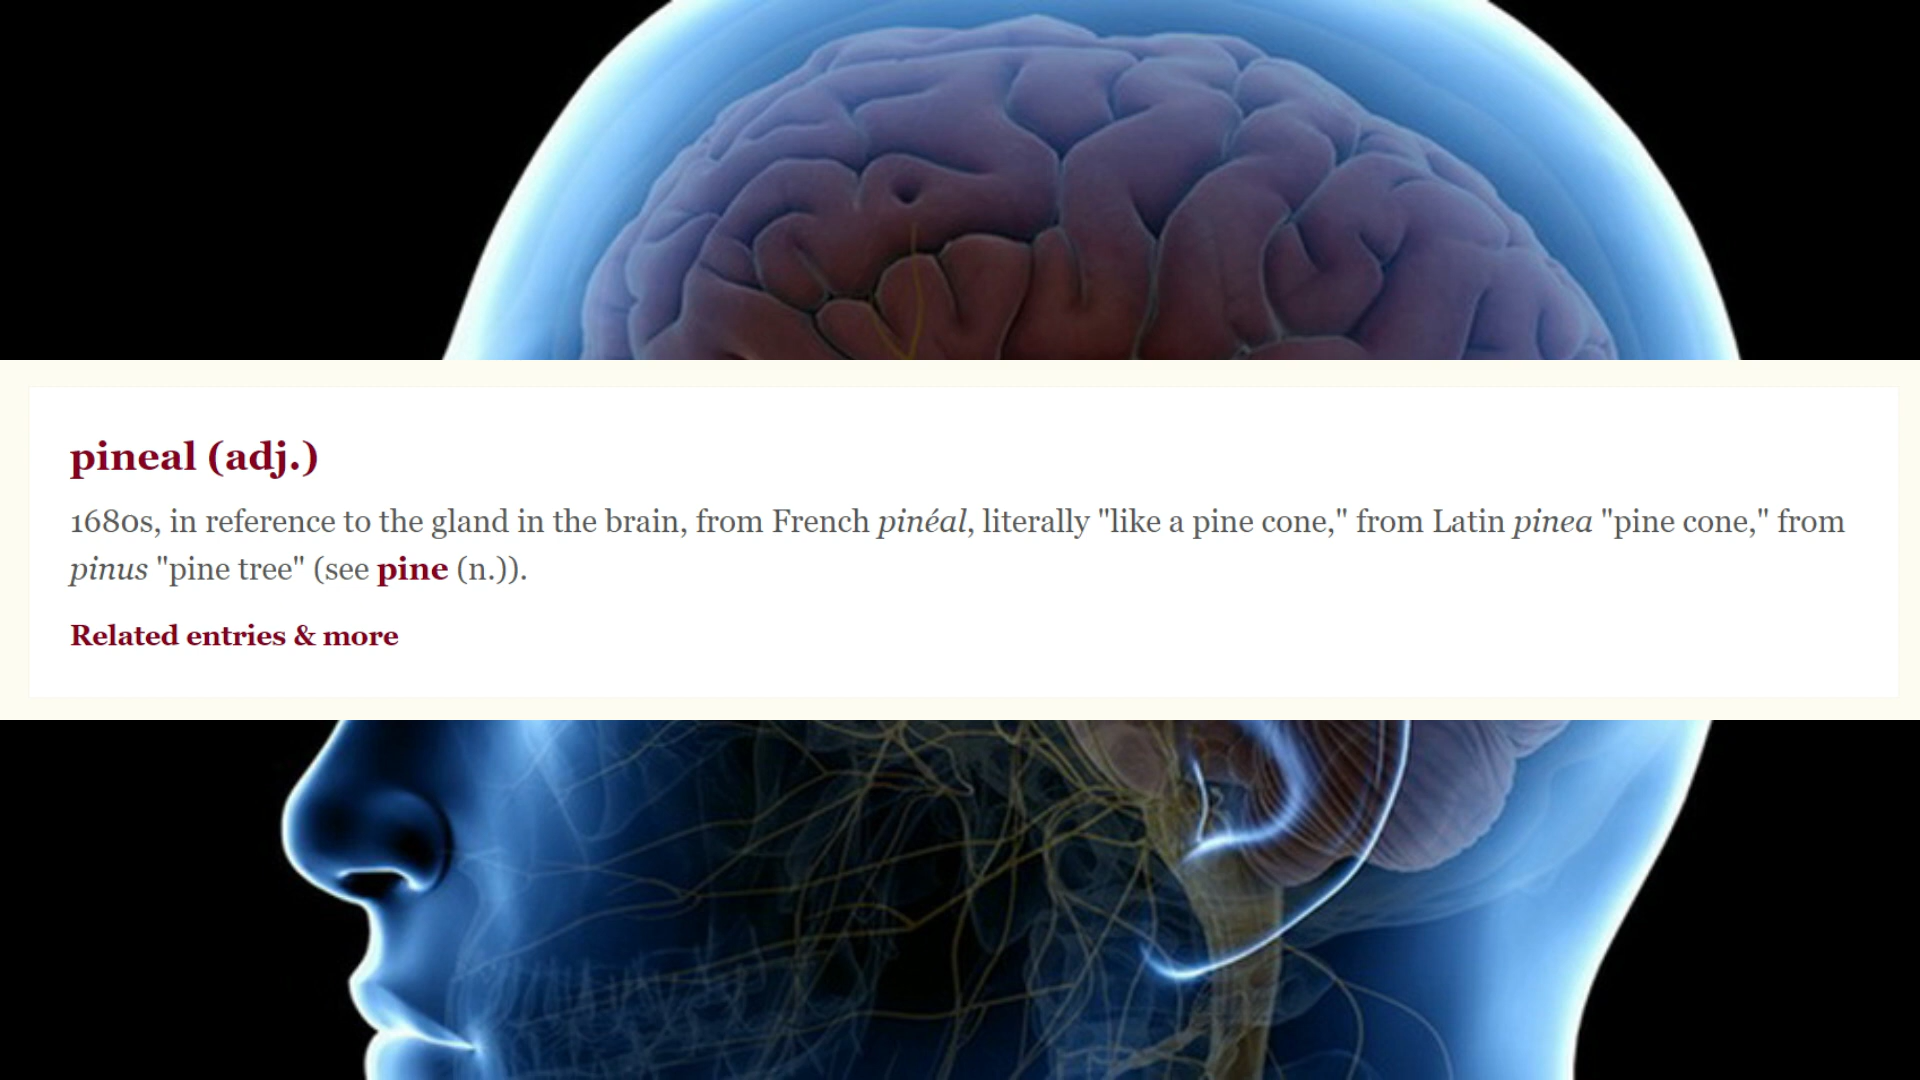 pineal (adj.)
1680s, in reference to the gland in the brain, from French pinéal, literally "like a pine cone," from Latin pinea "pine cone," from
pinus "pine tree" (see pine (n.)).
Related entries & more